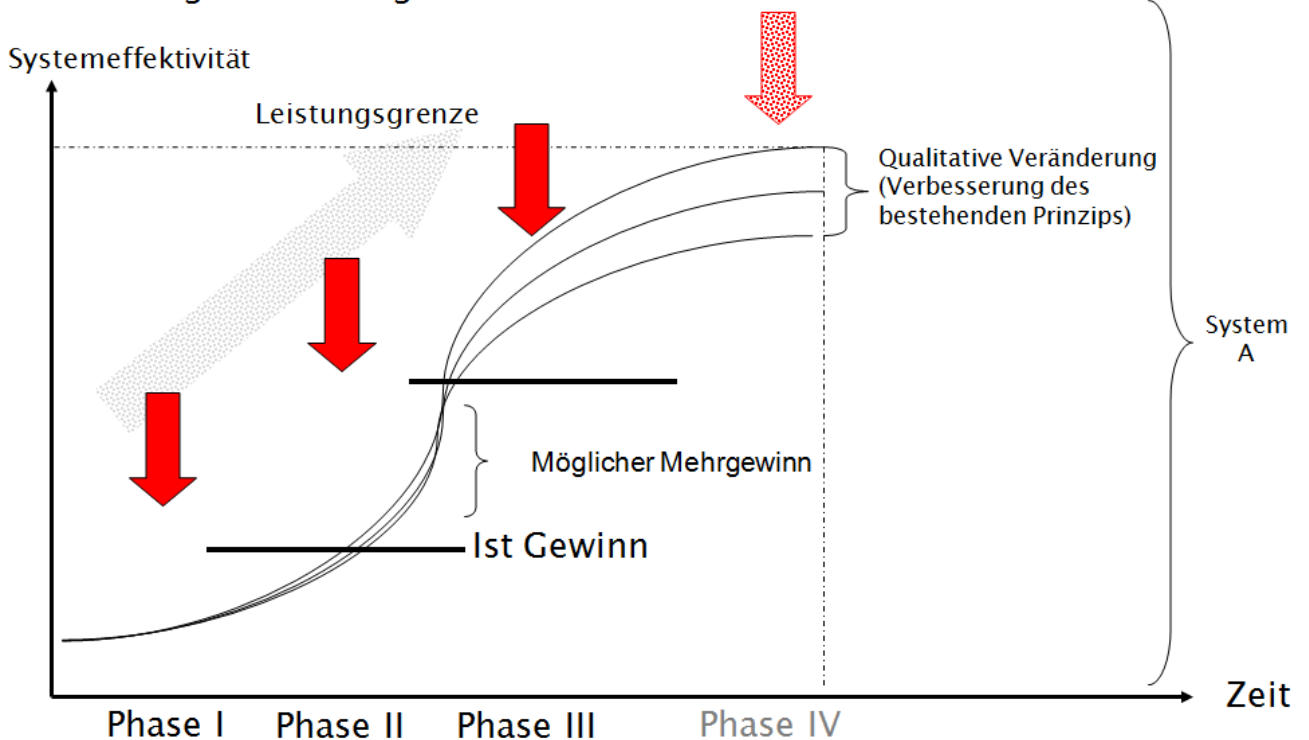 Systemeffektivität
Leistungsgrenze
Qualitative Veränderung
(Verbesserung des
bestehenden Prinzips)
System
A
Möglicher Mehrgewinn
Ist Gewinn
Zeit
Phase I
Phase II
Phase III
Phase IV